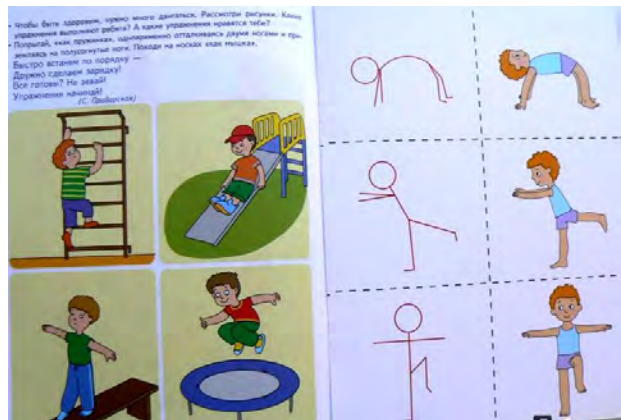 • Чтобы быть здоровым, нужно много двигаться. Рассмотри рисунки. Какие
упражнения выполняют ребята? А какие упражнения нравятся тебе?
• Попрыгай, «как пружинка», одновременно отталкиваясь двумя ногами и при-
земляясь на полусогнутые ноги. Походи на носках «как мышка».
Быстро встанем по порядку —
Дружно сделаем зарядку!
Все готовы? Не зевай!
Упражнения начинай!
(С. Прибарская)